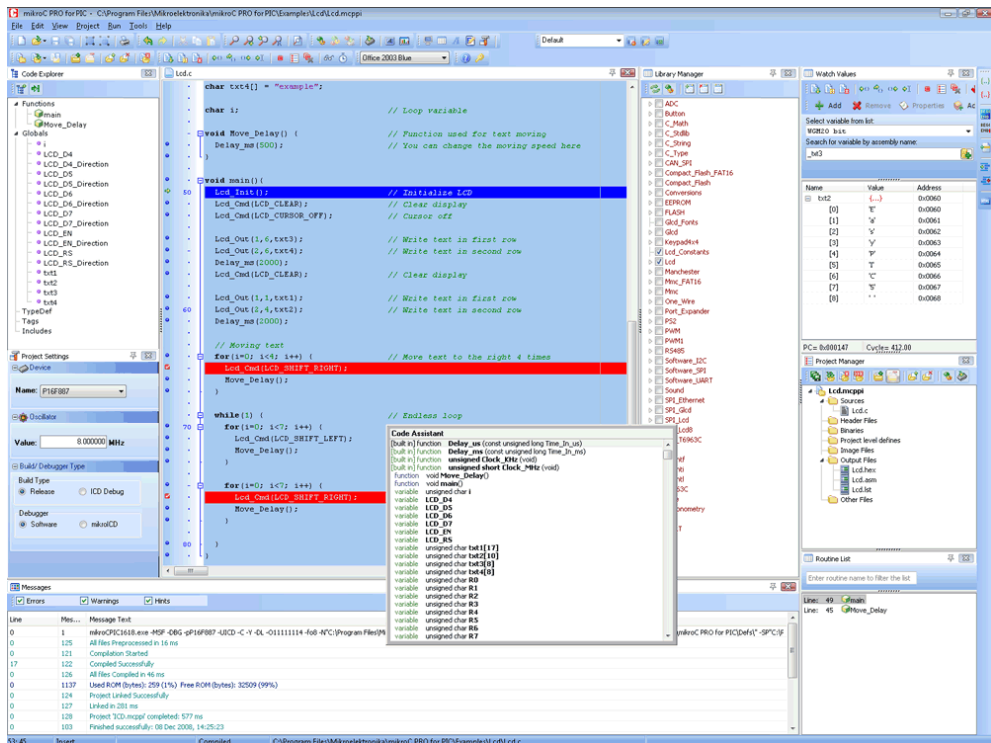 mikroC PRO for PIC - C:\Program Files\Mikroelektronika\mikroC PRO for PIC\Examples\Lcd\Lcd.mcppi
File Edit View Project Run Tools Help
Default
Office 2003 Blue
Code Explorer
Functions
main
Move_Delay
Globals
i
LCD_D4
LCD_D4_Direction
LCD_D5
LCD_D5_Direction
LCD_D6
LCD_D6_Direction
LCD_D7
LCD_D7_Direction
LCD_EN
LCD_EN_Direction
LCD_RS
LCD_RS_Direction
txt1
txt2
txt3
txt4
TypeDef
Tags
Includes
Project Settings
Device
Name: P16F887
Oscillator
Value: 8.000000 MHz
Build/ Debugger Type
Build Type
Release ICD Debug
Debugger
Software mikroICD
Lcd.c
char txt4[] = "example";
char i; // Loop variable
void Move_Delay() { // Function used for text moving
Delay_ms(500); // You can change the moving speed here
}
void main(){
50 Lcd_Init(); // Initialize LCD
Lcd_Cmd(LCD_CLEAR); // Clear display
Lcd_Cmd(LCD_CURSOR_OFF); // Cursor off
Lcd_Out(1,6,txt3); // Write text in first row
Lcd_Out(2,6,txt4); // Write text in second row
Delay_ms(2000);
Lcd_Cmd(LCD_CLEAR); // Clear display
Lcd_Out(1,1,txt1); // Write text in first row
60 Lcd_Out(2,4,txt2); // Write text in second row
Delay_ms(2000);
// Moving text
for(i=0; i<4; i++) { // Move text to the right 4 times
Lcd_Cmd(LCD_SHIFT_RIGHT);
Move_Delay();
}
while(1) { // Endless loop
70 for(i=0; i<7; i++) {
Lcd_Cmd(LCD_SHIFT_LEFT);
Move_Delay();
}
for(i=0; i<7; i++) {
Lcd_Cmd(LCD_SHIFT_RIGHT);
Move_Delay();
}
80 }
}
Code Assistant
[built in] function Delay_us (const unsigned long Time_In_us)
[built in] function Delay_ms (const unsigned long Time_In_ms)
[built in] function unsigned Clock_KHz (void)
[built in] function unsigned short Clock_MHz (void)
function void Move_Delay()
function void main()
variable unsigned char i
variable LCD_D4
variable LCD_D5
variable LCD_D6
variable LCD_D7
variable LCD_EN
variable LCD_RS
variable unsigned char txt1[17]
variable unsigned char txt2[10]
variable unsigned char txt3[8]
variable unsigned char txt4[8]
variable unsigned char R0
variable unsigned char R1
variable unsigned char R2
variable unsigned char R3
variable unsigned char R4
variable unsigned char R5
variable unsigned char R6
variable unsigned char R7
Library Manager
ADC
Button
C_Math
C_Stdlib
C_String
C_Type
CAN_SPI
Compact_Flash_FAT16
Compact_Flash
Conversions
EEPROM
FLASH
Glcd_Fonts
Glcd
Keypad4x4
Lcd_Constants
Lcd
Manchester
Mmc_FAT16
Mmc
One_Wire
Port_Expander
PS2
PWM
PWM1
RS485
Software_I2C
Software_SPI
Software_UART
Sound
SPI_Ethernet
SPI_Glcd
SPI_Lcd
Lcd8
T6963C
Watch Values
Add Remove Properties
Select variable from list:
Search for variable by assembly name:
_txt3
Name Value Address
txt2 {...} 0x0060
[0] 'E' 0x0060
[1] 'a' 0x0061
[2] 's' 0x0062
[3] 'y' 0x0063
[4] 'P' 0x0064
[5] 'I' 0x0065
[6] 'C' 0x0066
[7] '5' 0x0067
[8] ' ' 0x0068
PC= 0x000147 Cycle= 412.00
Project Manager
Lcd.mcppi
Sources
Lcd.c
Header Files
Binaries
Project level defines
Image Files
Output Files
Lcd.hex
Lcd.asm
Lcd.lst
Other Files
Routine List
Enter routine name to filter the list
Line: 49 main
Line: 45 Move_Delay
Messages
Errors Warnings Hints
Line Mes... Message Text
0 1 mikroCPIC1618.exe -MSF -DBG -pP16F887 -UICD -C -Y -DL -O11111114 -fo8 -N"C:\Program Files\M
mikroC PRO for PIC\Defs\" -SP"C:\F
0 125 All files Preprocessed in 16 ms
0 121 Compilation Started
17 122 Compiled Successfully
0 126 All files Compiled in 46 ms
0 1137 Used ROM (bytes): 259 (1%) Free ROM (bytes): 32509 (99%)
0 124 Project Linked Successfully
0 127 Linked in 281 ms
0 128 Project 'ICD.mcppi' completed: 577 ms
0 103 Finished successfully: 08 Dec 2008, 14:25:23
53: 45 Insert Compiled C:\Program Files\Mikroelektronika\mikroC PRO for PIC\Examples\Lcd\Lcd.c